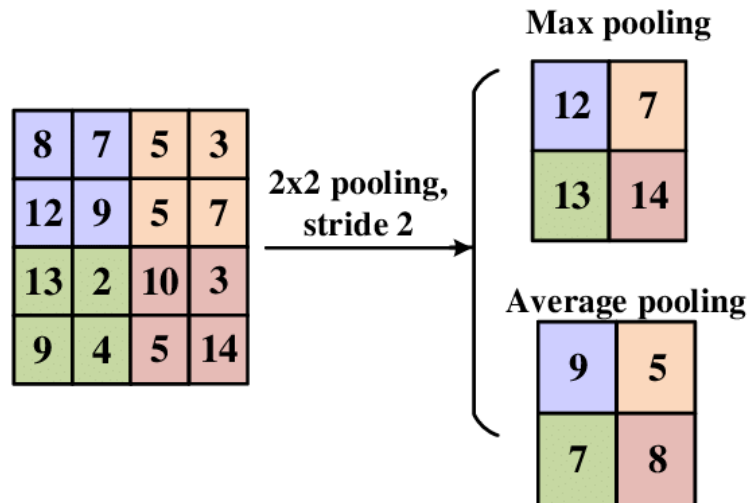 Max pooling
12 7
13 14
8 7 5 3
12 9 5 7
13 2 10 3
9 4 5 14
2x2 pooling,
stride 2
Average pooling
9 5
7 8